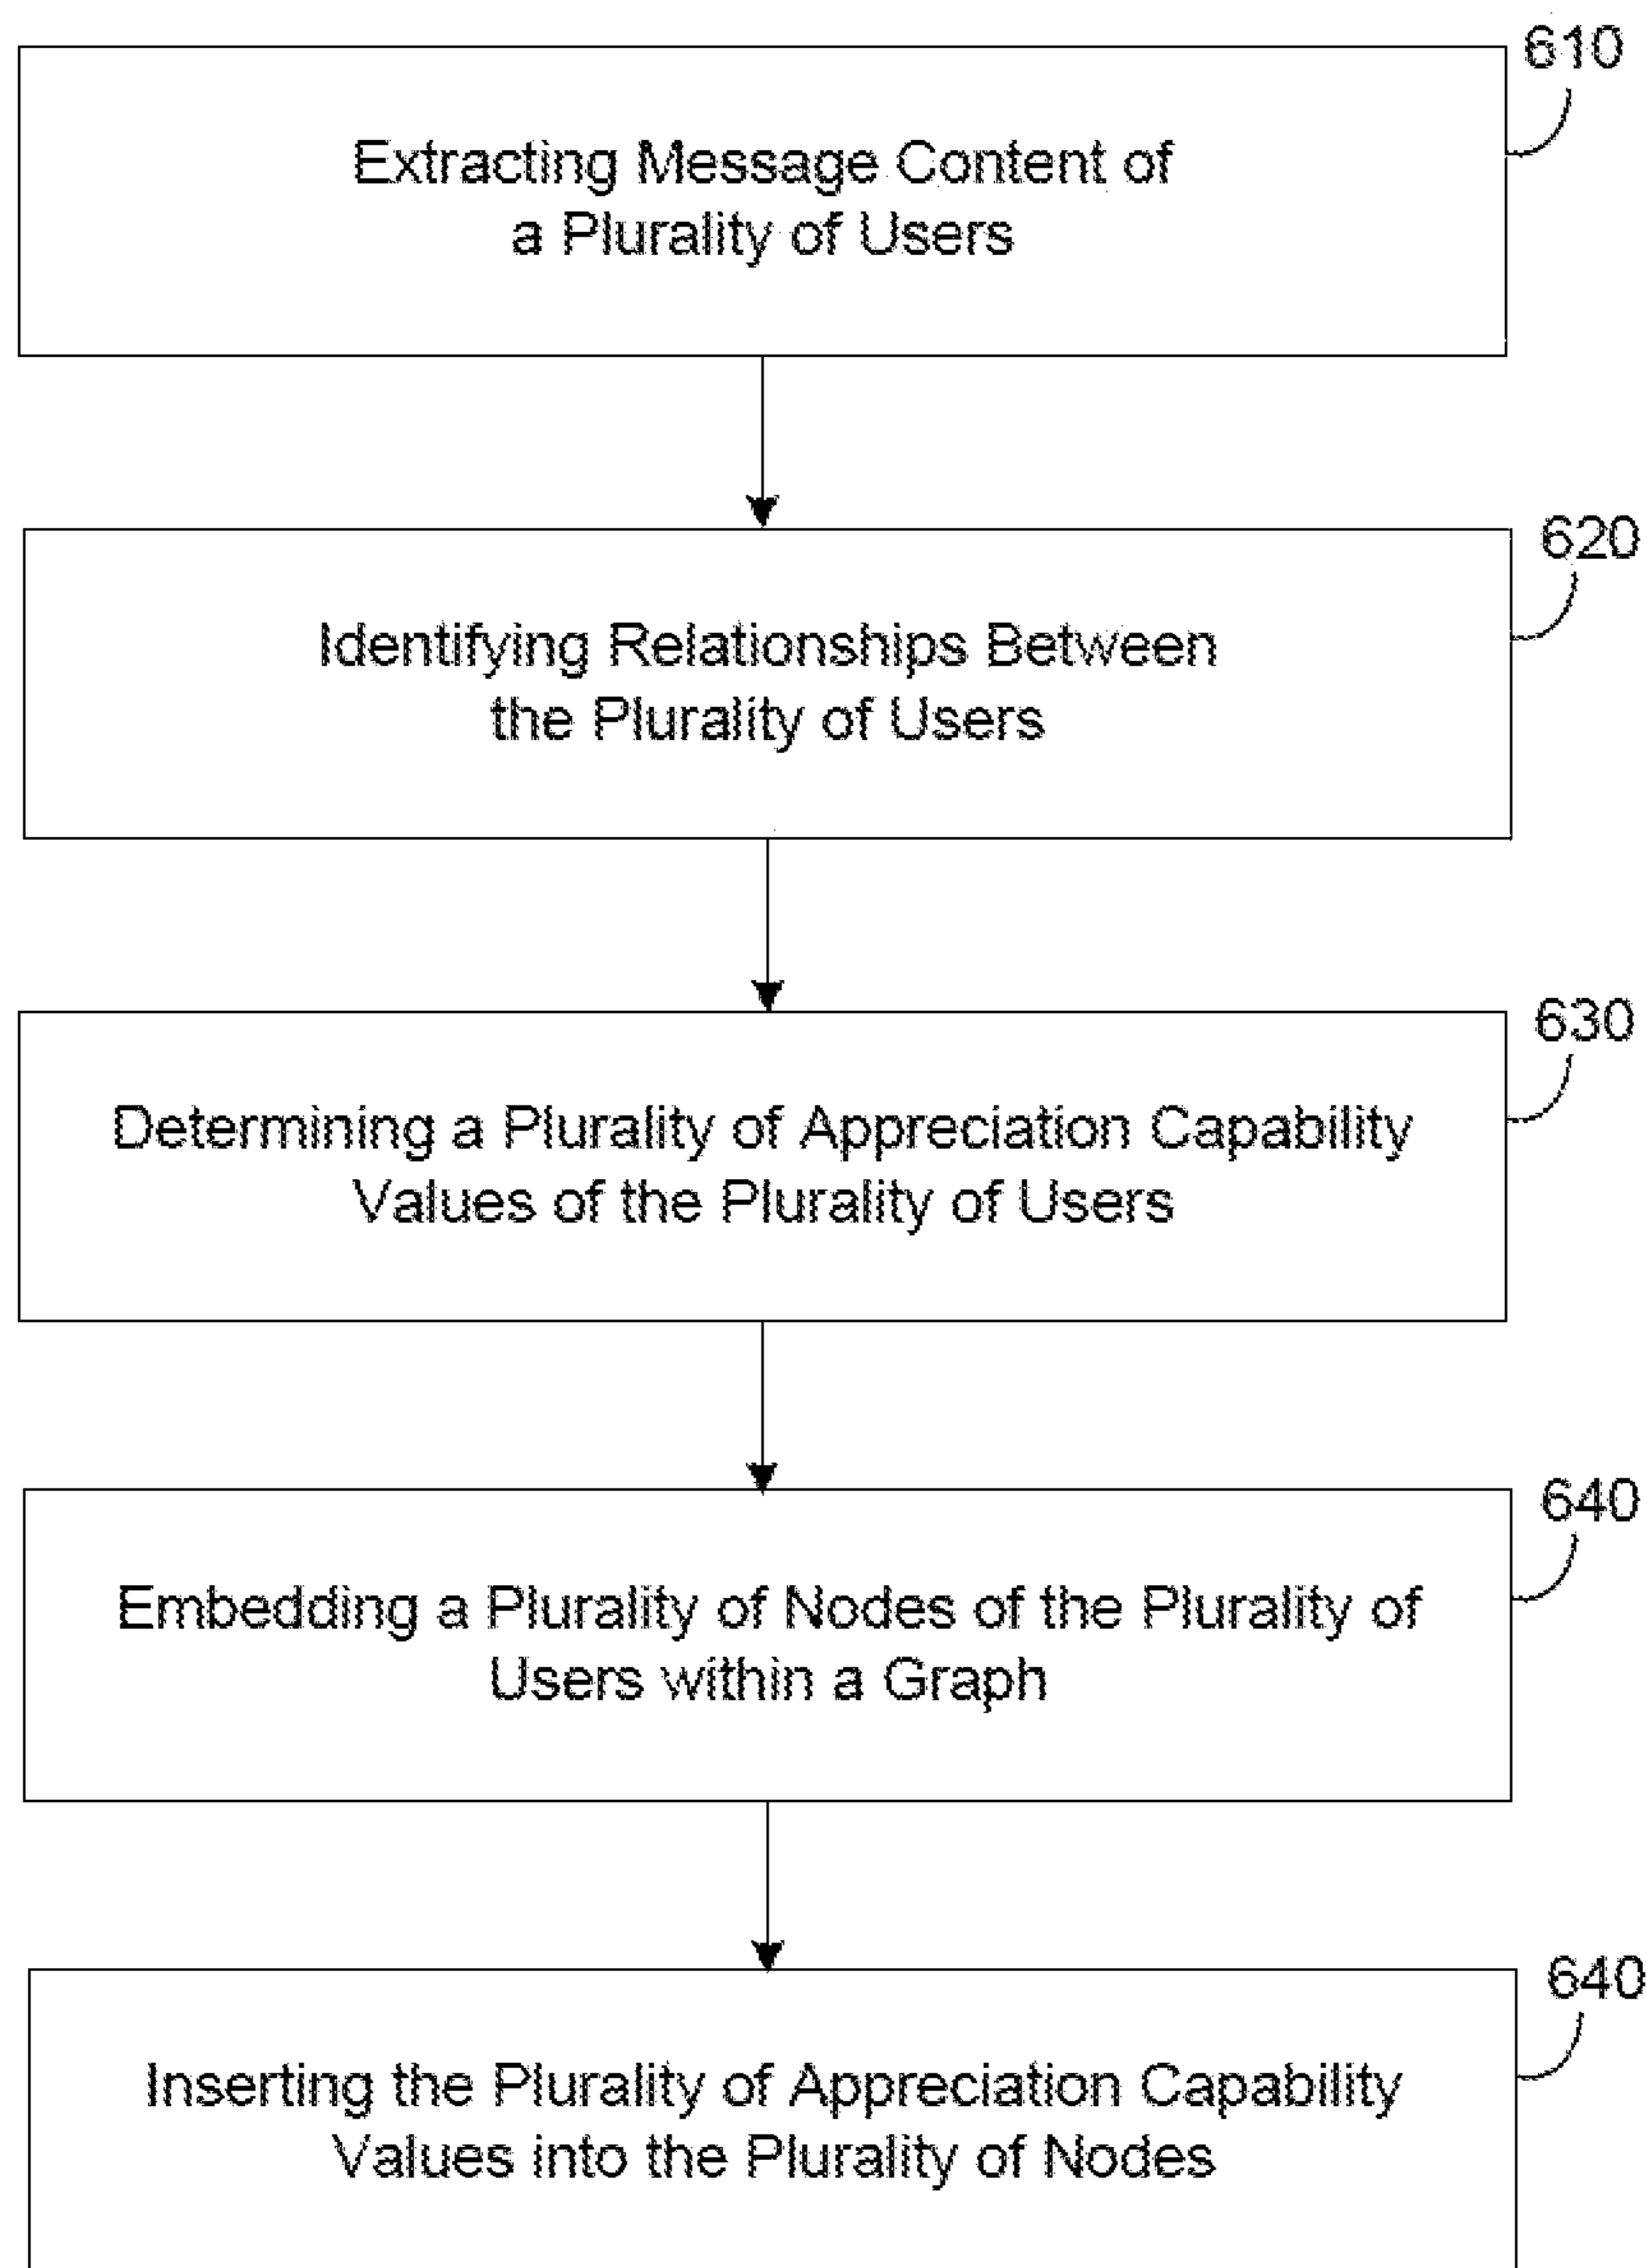 610
Extracting Message Content of
a Plurality of Users
620
Identifying Relationships Between
the Plurality of Users
630
Determining a Plurality of Appreciation Capability
Values of the Plurality of Users
640
Embedding a Plurality of Nodes of the Plurality of
Users within a Graph
640
Inserting the Plurality of Appreciation Capability
Values into the Plurality of Nodes